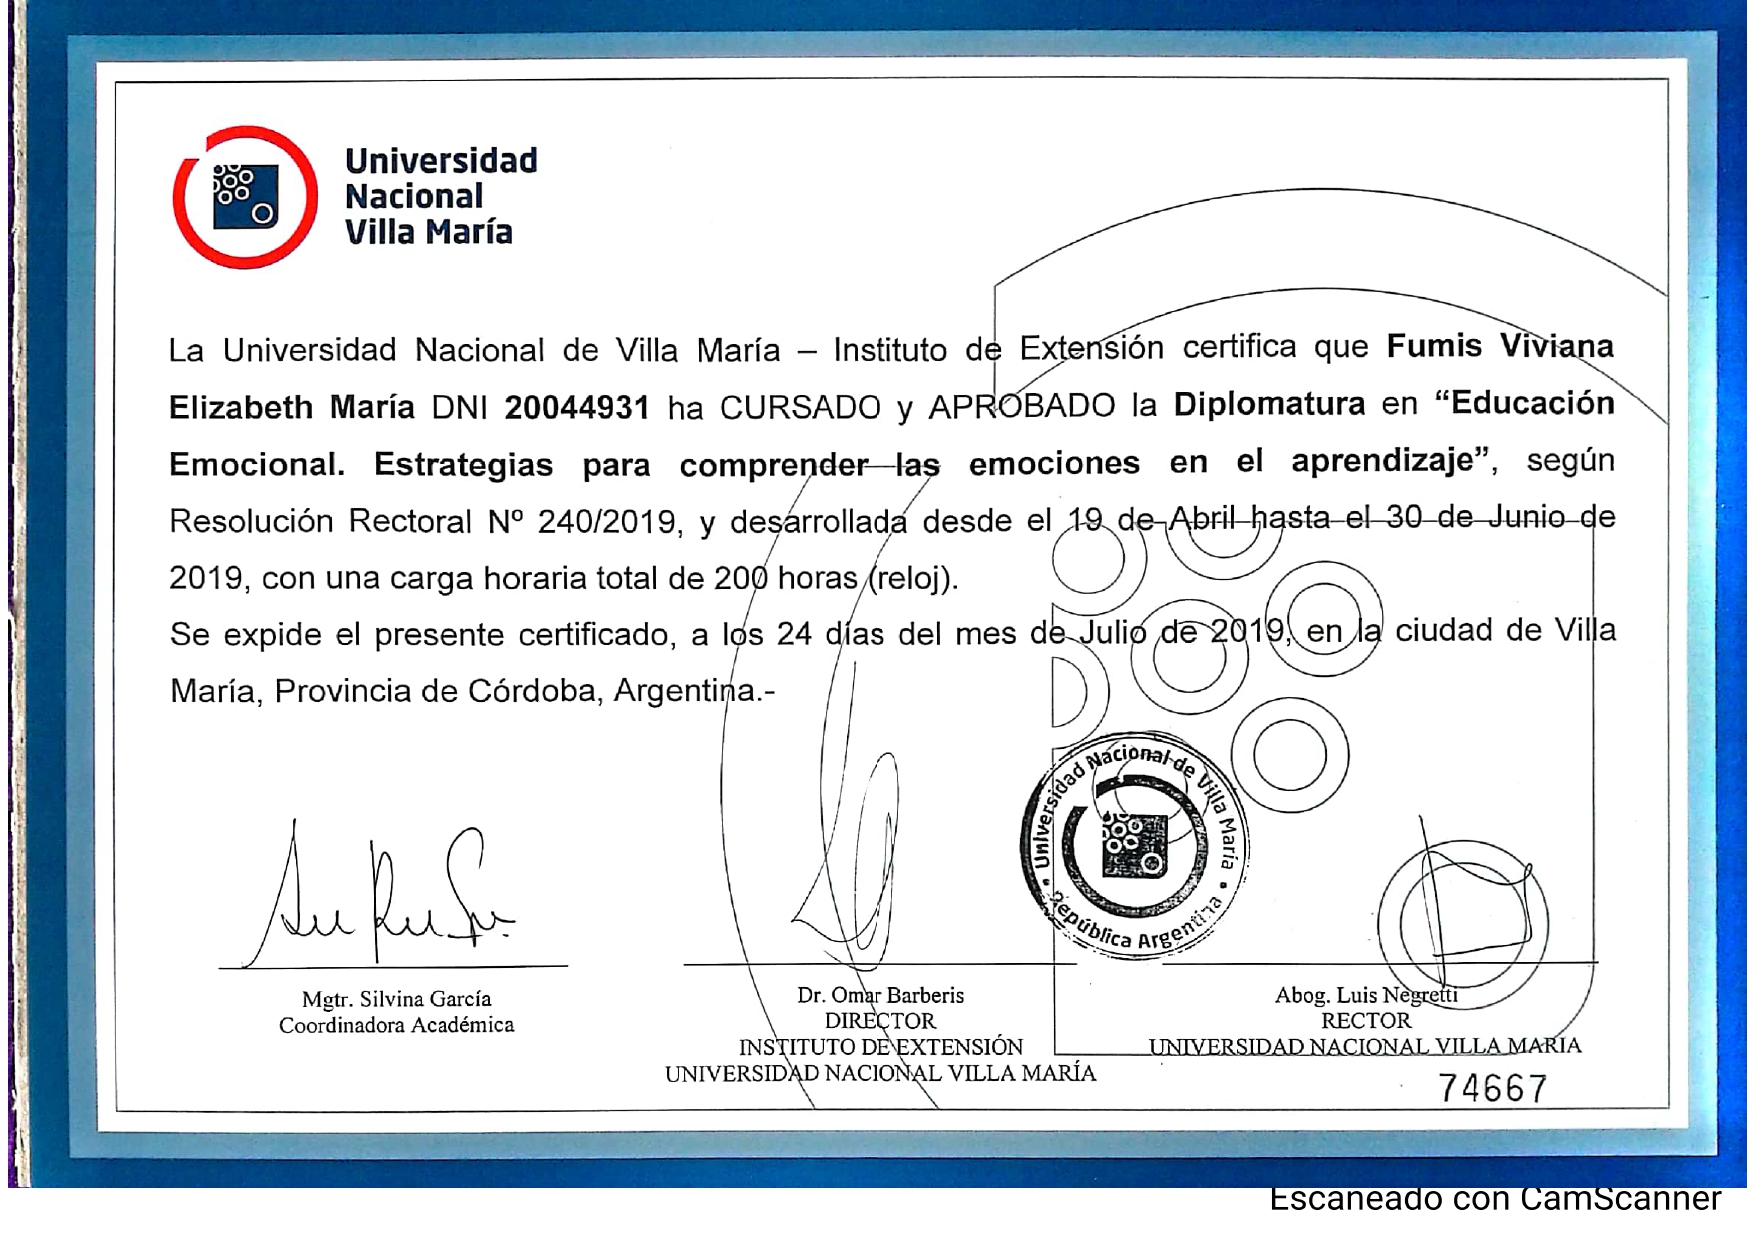 Universidad
Nacional
Villa María
La Universidad Nacional de Villa María – Instituto de Extensión certifica que Fumis Viviana
Elizabeth María DNI 20044931 ha CURSADO y APROBADO la Diplomatura en “Educación
Emocional. Estrategias para comprender las emociones en el aprendizaje”, según
Resolución Rectoral Nº 240/2019, y desarrollada desde el 19 de Abril hasta el 30 de Junio de
2019, con una carga horaria total de 200 horas (reloj).
Se expide el presente certificado, a los 24 días del mes de Julio de 2019, en la ciudad de Villa
María, Provincia de Córdoba, Argentina.-
Universidad Nacional de Villa María
República Argentina
Mgtr. Silvina García
Coordinadora Académica
Dr. Omar Barberis
DIRECTOR
INSTITUTO DE EXTENSIÓN
UNIVERSIDAD NACIONAL VILLA MARÍA
Abog. Luis Negretti
RECTOR
UNIVERSIDAD NACIONAL VILLA MARIA
74667
Escaneado con CamScanner